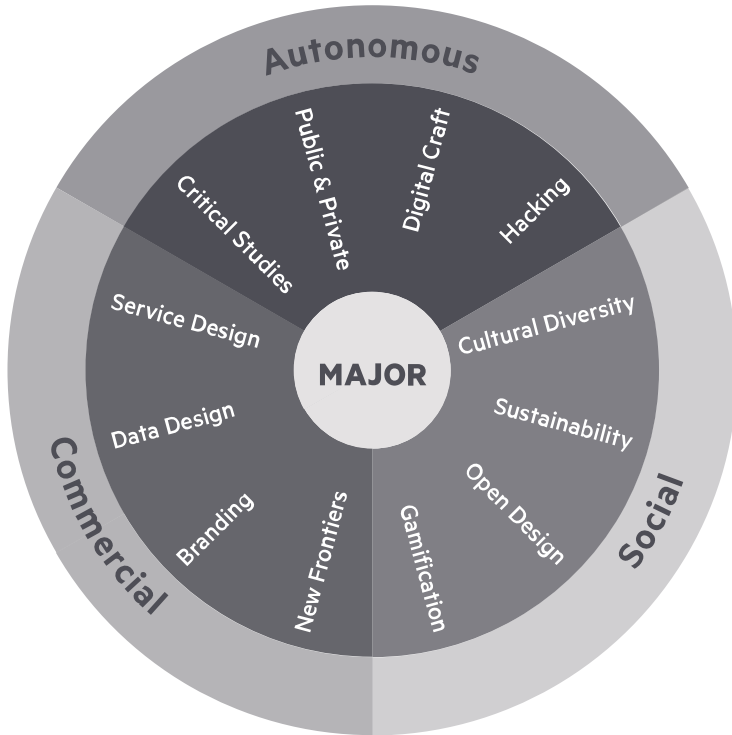 Autonomous
Critical Studies
Public & Private
Digital Craft
Hacking
Social
Cultural Diversity
Sustainability
Open Design
Gamification
Commercial
New Frontiers
Branding
Data Design
Service Design
MAJOR